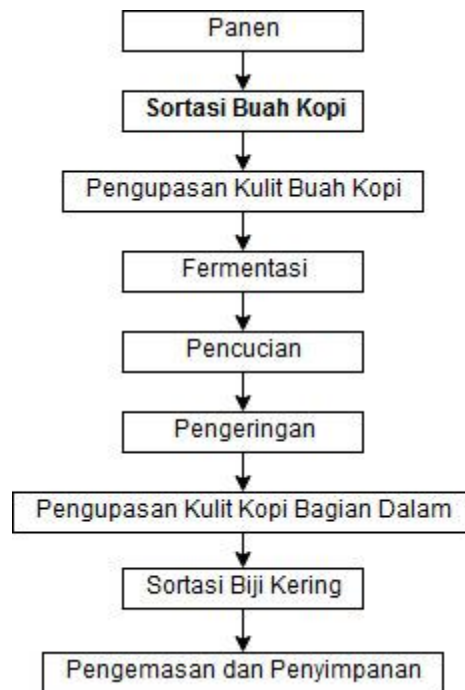 Panen
Sortasi Buah Kopi
Pengupasan Kulit Buah Kopi
Fermentasi
Pencucian
Pengeringan
Pengupasan Kulit Kopi Bagian Dalam
Sortasi Biji Kering
Pengemasan dan Penyimpanan